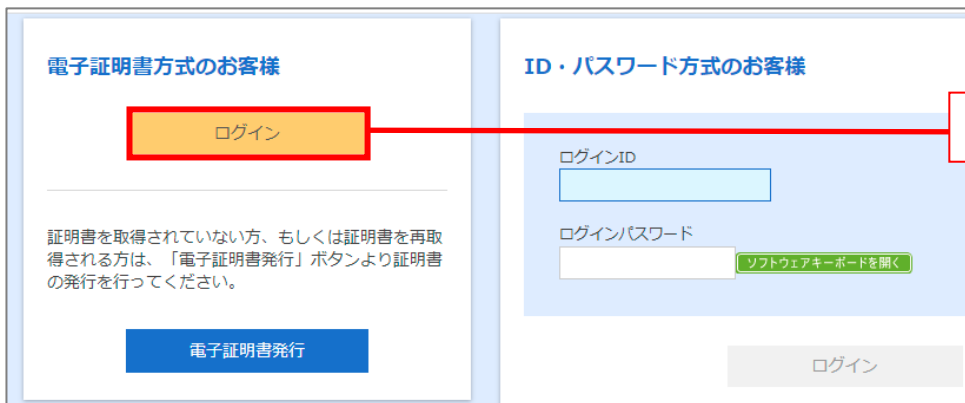 電子証明書方式のお客様
ログイン
証明書を取得されていない方、もしくは証明書を再取
得される方は、「電子証明書発行」ボタンより証明書
の発行を行ってください。
電子証明書発行
ID・パスワード方式のお客様
ログインID
ログインパスワード
ソフトウェアキーボードを開く
ログイン